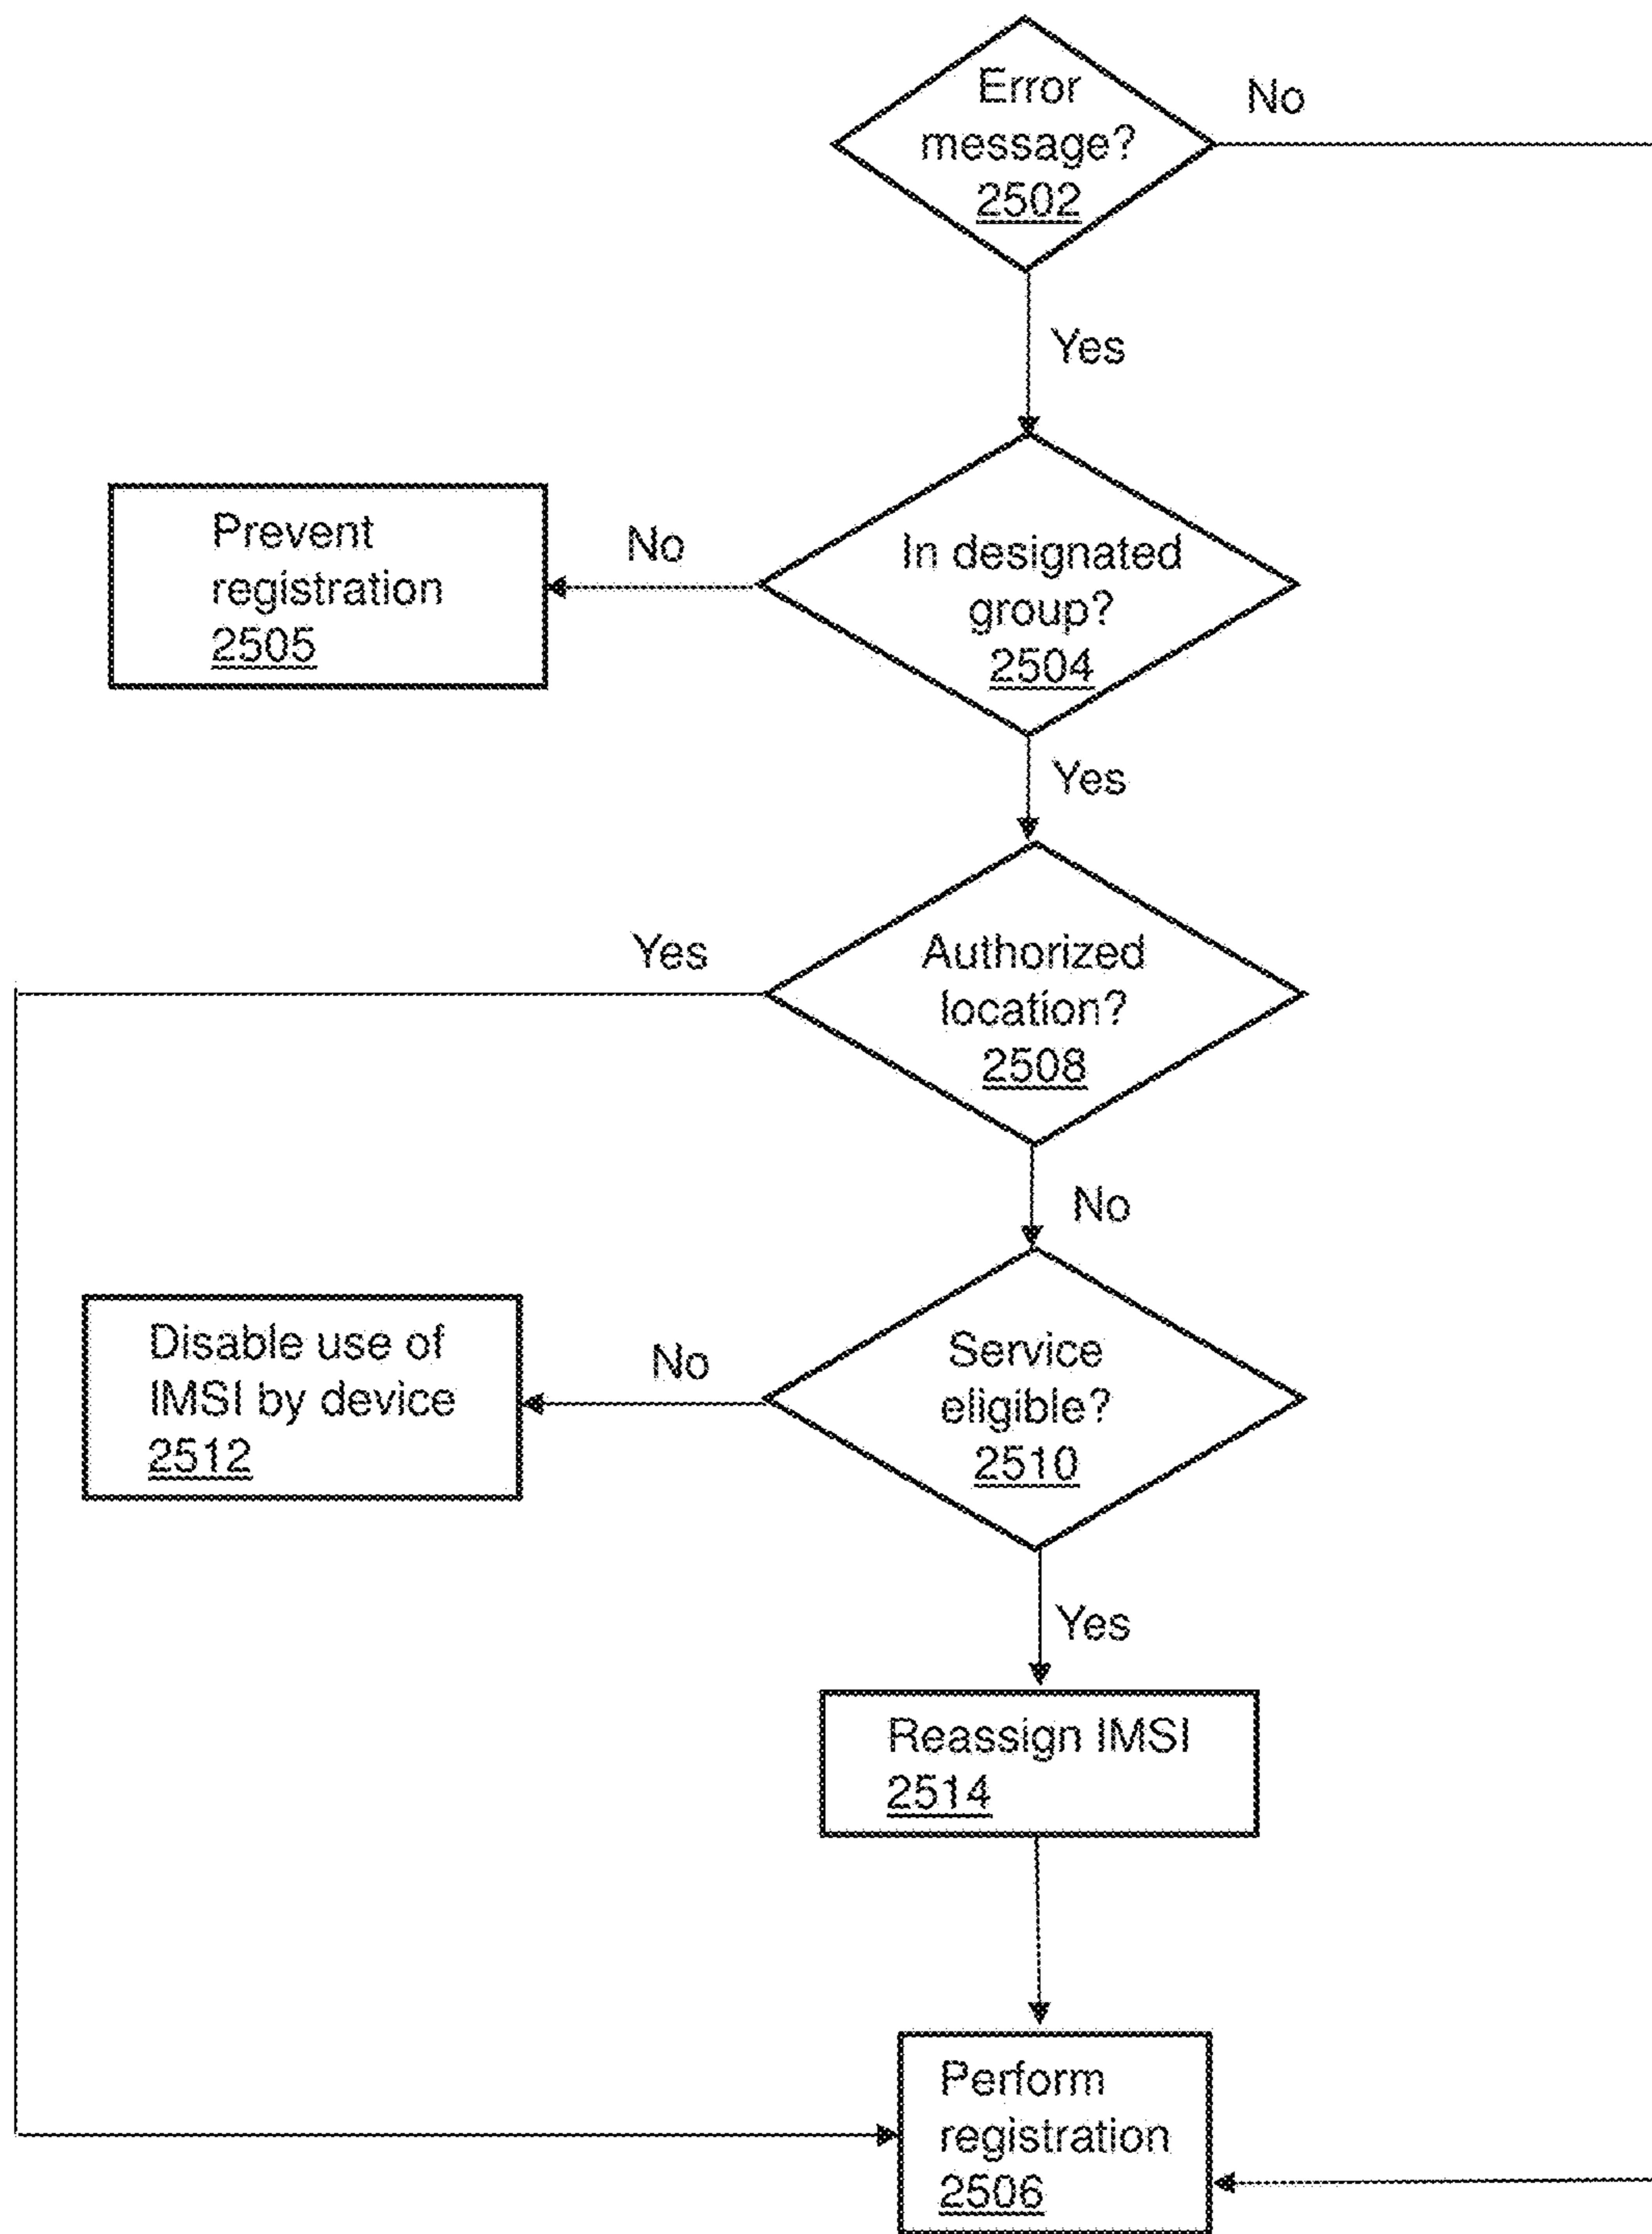 Error
message?
2502
No
Yes
In designated
group?
2504
No
Prevent
registration
2505
Yes
Authorized
location?
2508
Yes
No
Service
eligible?
2510
No
Disable use of
IMSI by device
2512
Yes
Reassign IMSI
2514
Perform
registration
2506